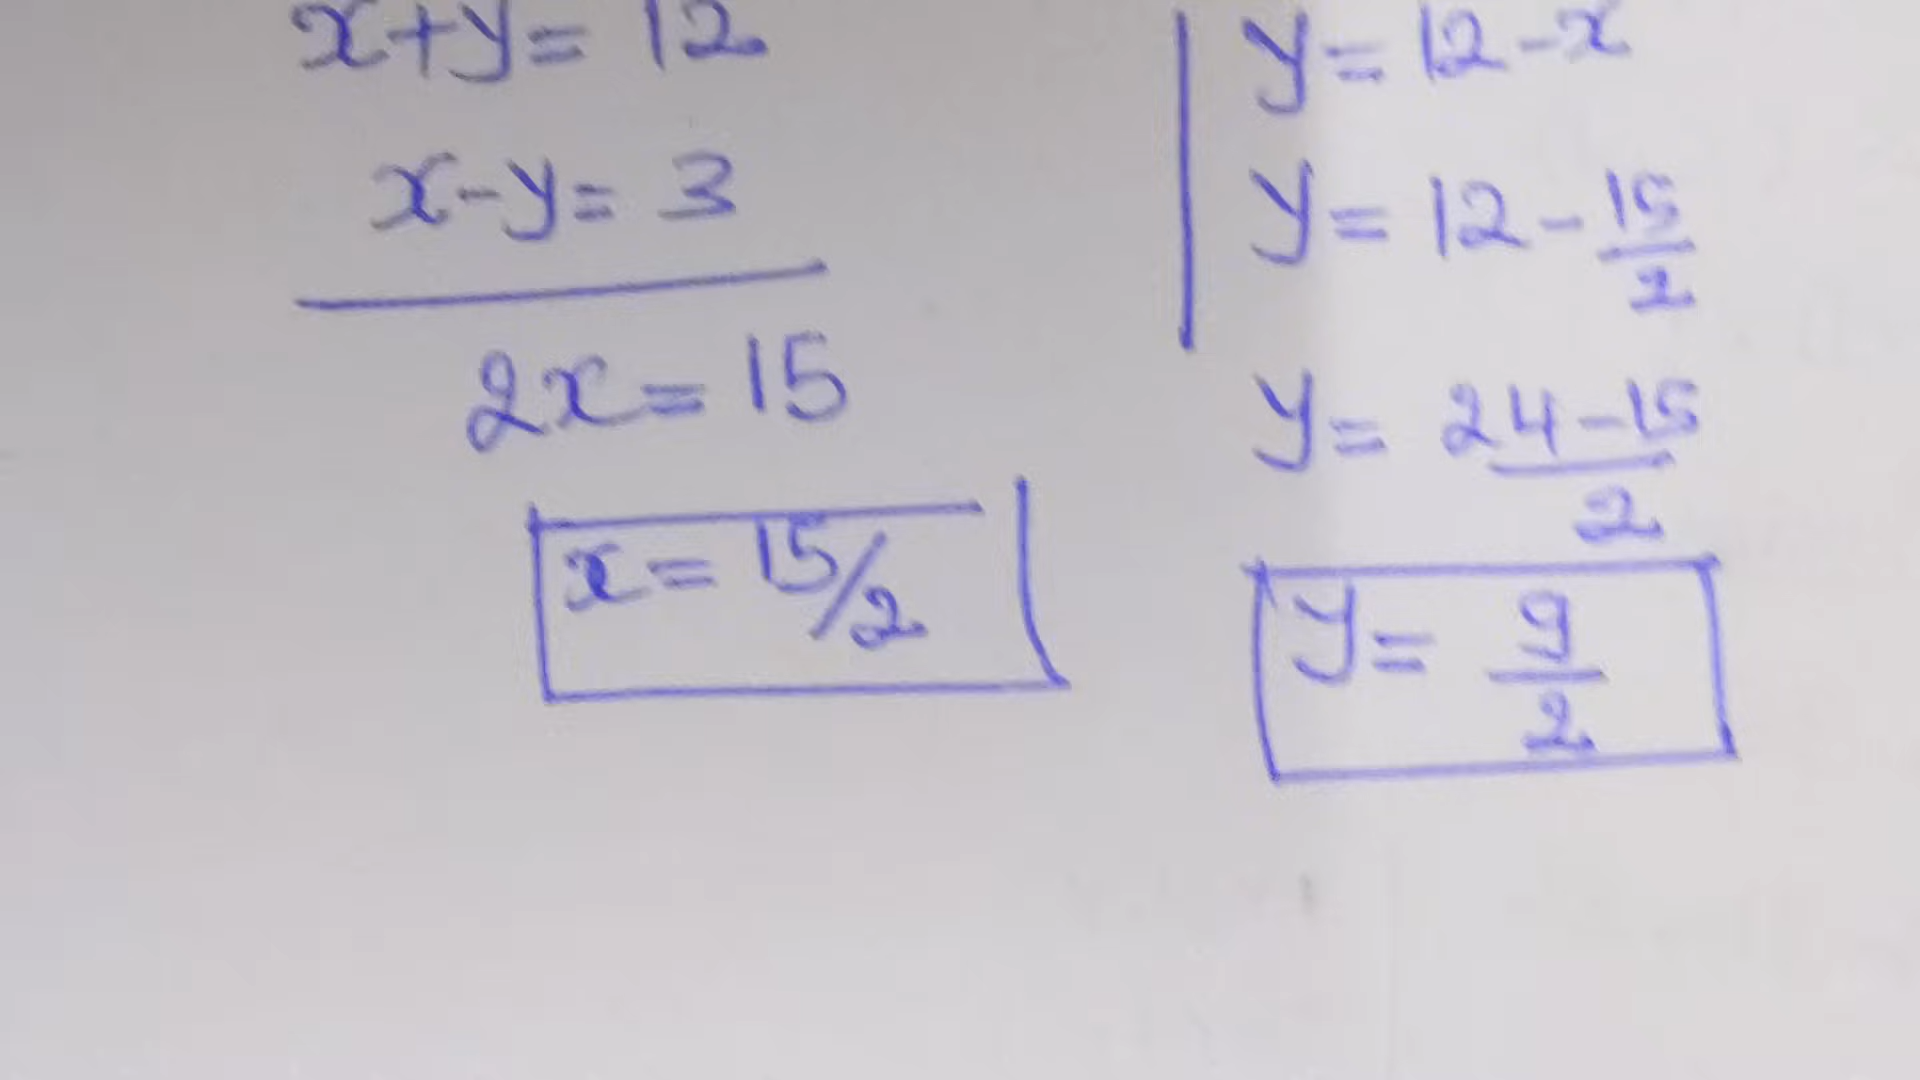 x+y= 12
x-y= 3
2x= 15
x= 15/2
y= 12-x
y= 12-15/2
y= 24-15/2
y= 9/2